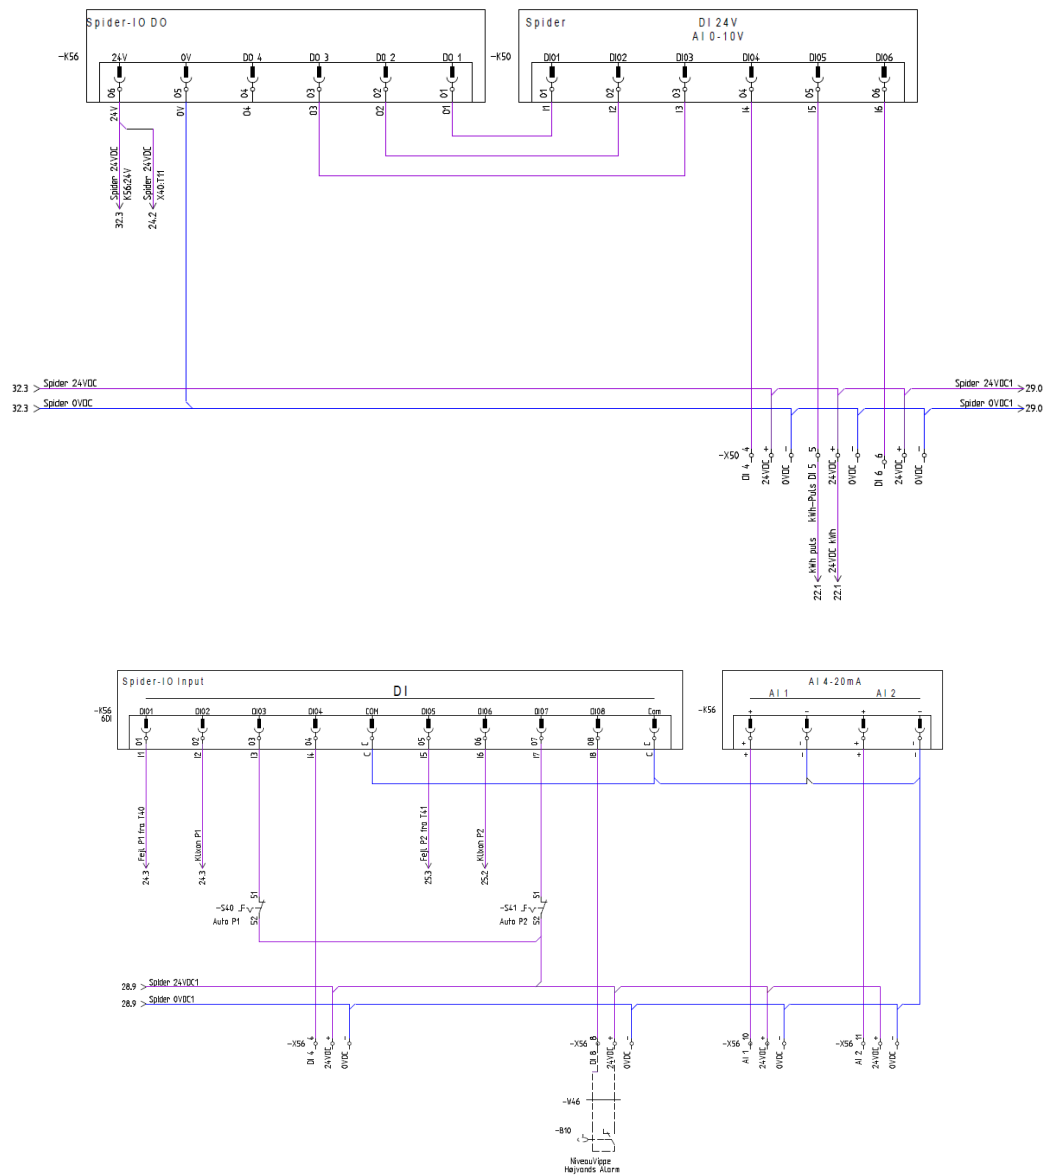 Spider-IO DO
Spider
DI 24V
AI 0-10V
-K56
24V
0V
DO 4
DO 3
DO 2
DO 1
-K50
DI01
DI02
DI03
DI04
DI05
DI06
06
05
04
03
02
01
01
02
03
04
05
06
24V
0V
04
03
02
01
I1
I2
I3
I4
I5
I6
Spider 24VDC
K56:24V
Spider 24VDC
X40:T11
32.3
24.2
32.3
Spider 24VDC
Spider 24VDC1
29.0
32.3
Spider 0VDC
Spider 0VDC1
29.0
-X50
4
+
-
5
+
-
6
+
-
DI 4
24VDC
0VDC
kWh-Puls DI 5
24VDC
0VDC
DI 6
24VDC
0VDC
kWh puls
24VDC kWh
22.1
22.1
Spider-IO Input
DI
AI 4-20mA
AI 1
AI 2
-K56
6DI
DI01
DI02
DI03
DI04
COM
DI05
DI06
DI07
DI08
Com
-K56
+
-
+
-
01
02
03
04
C
05
06
07
08
C
+
-
+
-
I1
I2
I3
I4
C
I5
I6
I7
I8
C
+
-
+
-
Fejl P1 fra T40
Klixon P1
Fejl P2 fra T41
Klixon P2
24.3
24.3
25.3
25.2
51
-S40
52
Auto P1
51
-S41
52
Auto P2
28.9
Spider 24VDC1
28.9
Spider 0VDC1
-X56
4
+
-
-X56
8
+
-
-X56
10
+
-
-X56
11
+
-
DI 4
24VDC
0VDC
DI 8
24VDC
0VDC
AI 1
24VDC
0VDC
AI 2
24VDC
0VDC
-W46
-B10
NiveauVippe
Højvands Alarm